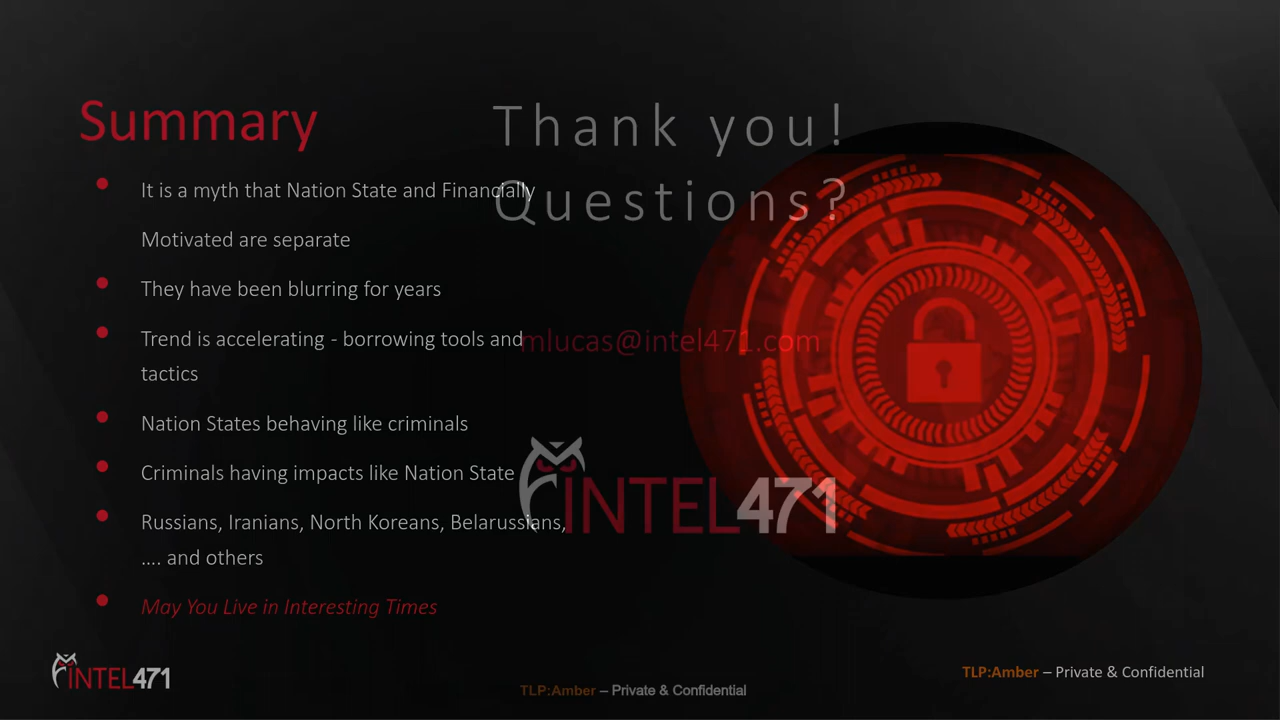 Summary
It is a myth that Nation State and Financially
Motivated are separate
They have been blurring for years
Trend is accelerating - borrowing tools and
tactics
Nation States behaving like criminals
Criminals having impacts like Nation State
Russians, Iranians, North Koreans, Belarussians,
.... and others
May You Live in Interesting Times
Thank you!
Questions?
mlucas@intel471.com
INTEL471
INTEL471
TLP:Amber – Private & Confidential
TLP:Amber – Private & Confidential